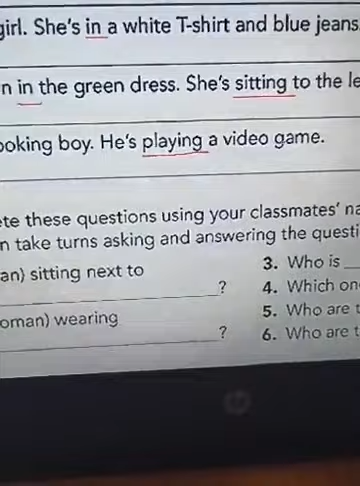 girl. She's in a white T-shirt and blue jeans.
n in the green dress. She's sitting to the le
ooking boy. He's playing a video game.
ete these questions using your classmates' na
n take turns asking and answering the questi
an) sitting next to
?
oman) wearing
?
3. Who is
4. Which on
5. Who are t
6. Who are t